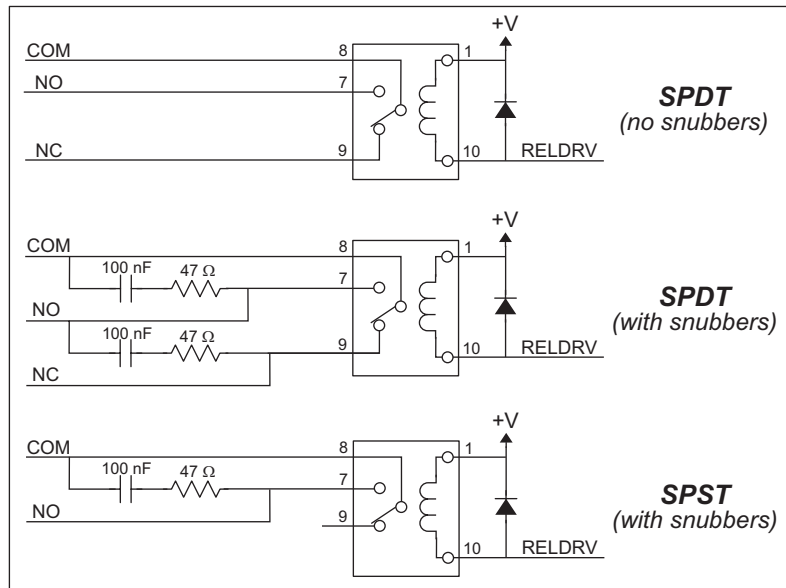 +V
COM 8 1
NO 7
SPDT
(no snubbers)
NC 9 10 RELDRV
+V
COM 8 1
100 nF 47 Ω 7
NO
SPDT
(with snubbers)
100 nF 47 Ω 9 10 RELDRV
NC
+V
COM 8 1
100 nF 47 Ω 7
SPST
(with snubbers)
NO 9
10 RELDRV